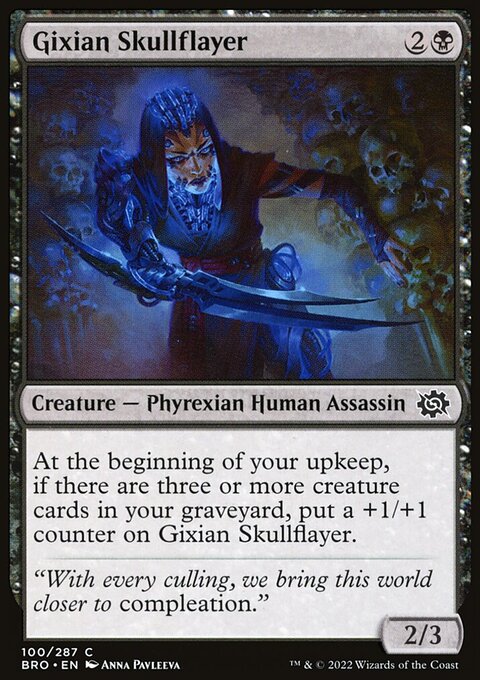 Gixian Skullflayer 2
Creature — Phyrexian Human Assassin
At the beginning of your upkeep,
if there are three or more creature
cards in your graveyard, put a +1/+1
counter on Gixian Skullflayer.
“With every culling, we bring this world
closer to compleation.”
2/3
100/287 C
BRO • EN Anna Pavleeva
™ & © 2022 Wizards of the Coast